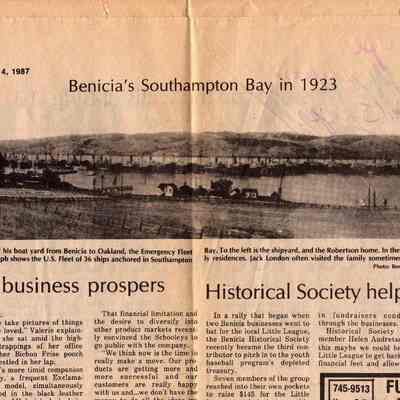 4, 1987
Benicia's Southampton Bay in 1923
his boat yard from Benicia to Oakland, the Emergency Fleet
shows the U.S. Fleet of 36 ships anchored in Southampton
Bay. To the left is the shipyard, and the Robertson home. In the
ly residences. Jack London often visited the family sometime
Photo:
business prospers
take pictures of things
loved." Valerie explain-
she sat amid the high-
trappings of her office
her Bichon Frise pooch
nestled in her lap.
's more timid companion
y, a frequent Exclama-
model, simultaneously
d in the black leather
That financial limitation and
the desire to diversify into
other product markets recent-
ly convinced the Schooleys to
go public with the company.
"We think now is the time to
really make a move. Our pro-
ducts are getting more and
more successful and our
customers are really happy
with us and...we don't have to
Historical Society help
In a rally that began when
two Benicia businesses went to
bat for the local Little League,
the Benicia Historical Society
recently became the third con-
tributor to pitch in to the youth
baseball program's depleted
treasury.
Seven members of the group
reached into their own pockets
to raise $145 for the Little
in fundraisers cond
through the businesses.
Historical Society
member Helen Andreta
this maybe we could be
Little League to get back
financial feet and allow
745-9513
FU